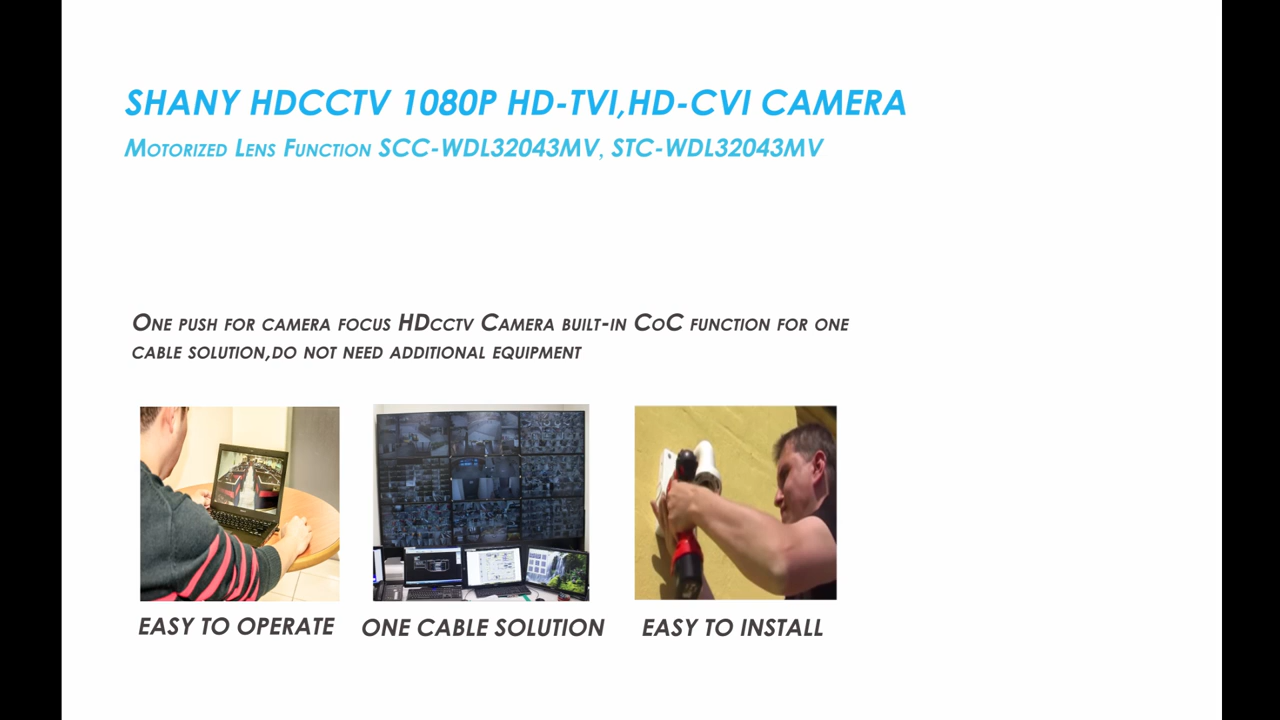 SHANY HDCCTV 1080P HD-TVI,HD-CVI CAMERA
Motorized Lens Function SCC-WDL32043MV, STC-WDL32043MV
One push for camera focus HDcctv Camera built-in CoC function for one
cable solution,do not need additional equipment
EASY TO OPERATE
ONE CABLE SOLUTION
EASY TO INSTALL